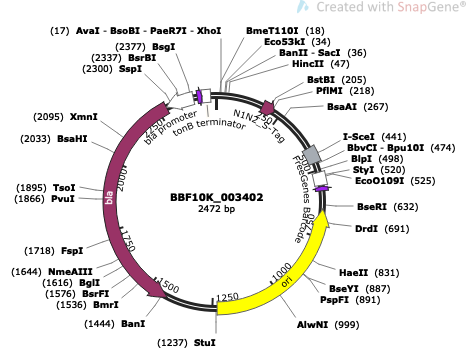 Created with SnapGene®
(17) AvaI - BsoBI - PaeR7I - XhoI
BmeT110I (18)
Eco53kI (34)
BanII - SacI (36)
HincII (47)
(2377) BsgI
(2337) BsrBI
(2300) SspI
BstBI (205)
PflMI (218)
BsaAI (267)
(2095) XmnI
(2033) BsaHI
(1895) TsoI
(1866) PvuI
(1718) FspI
(1644) NmeAIII
(1616) BglI
(1576) BsrFI
(1536) BmrI
(1444) BanI
(1237) StuI
I-SceI (441)
BbvCI - Bpu10I (474)
BlpI (498)
StyI (520)
EcoO109I (525)
BseRI (632)
DrdI (691)
HaeII (831)
BseYI (887)
PspFI (891)
AlwNI (999)
bla promoter
tonB terminator
N1N2_S-Tag
FreeGenes Barcode
bla
ori
250
750
1000
1250
1500
1750
2000
2250
BBF10K_003402
2472 bp